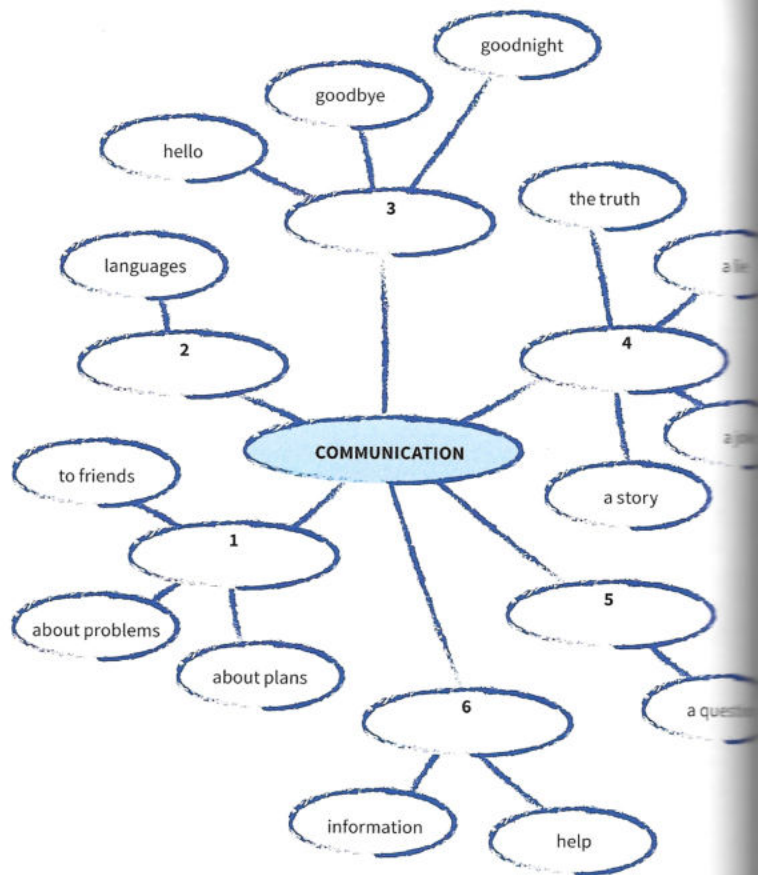 goodnight
goodbye
hello
3
the truth
languages
a lie
2
4
COMMUNICATION
to friends
a story
1
5
about problems
about plans
6
information
help